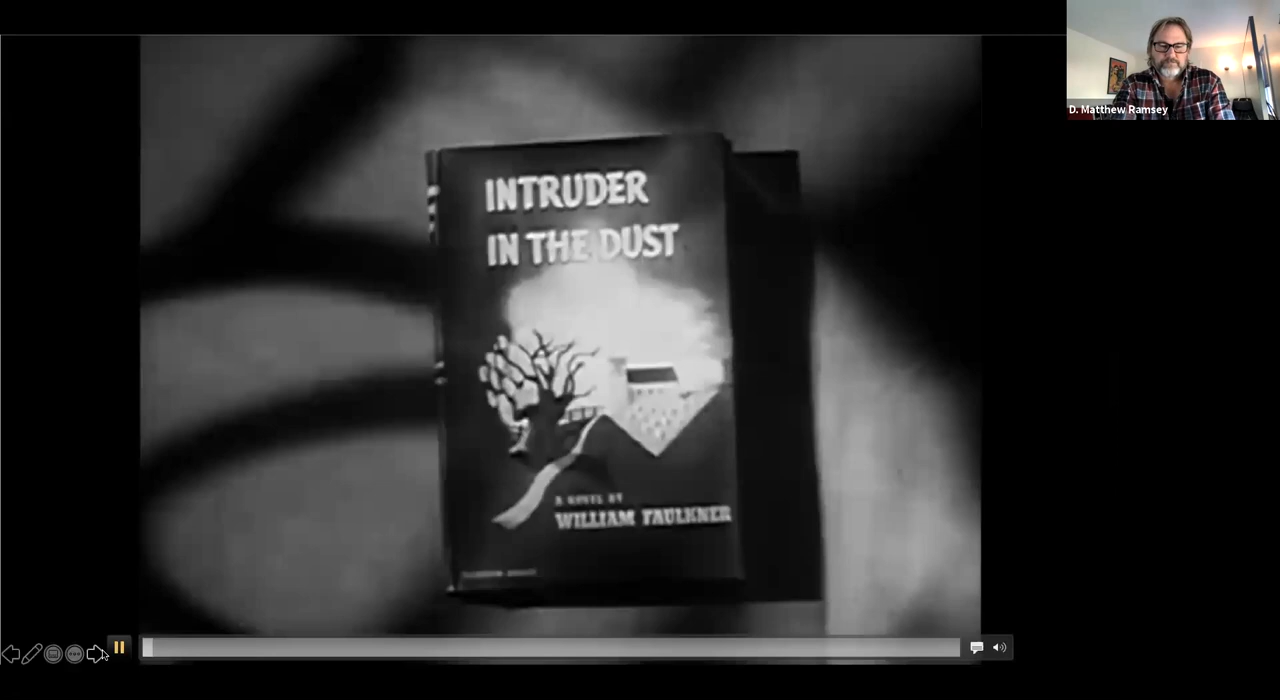 INTRUDER
IN THE DUST
A NOVEL BY
WILLIAM FAULKNER
D. Matthew Ramsey